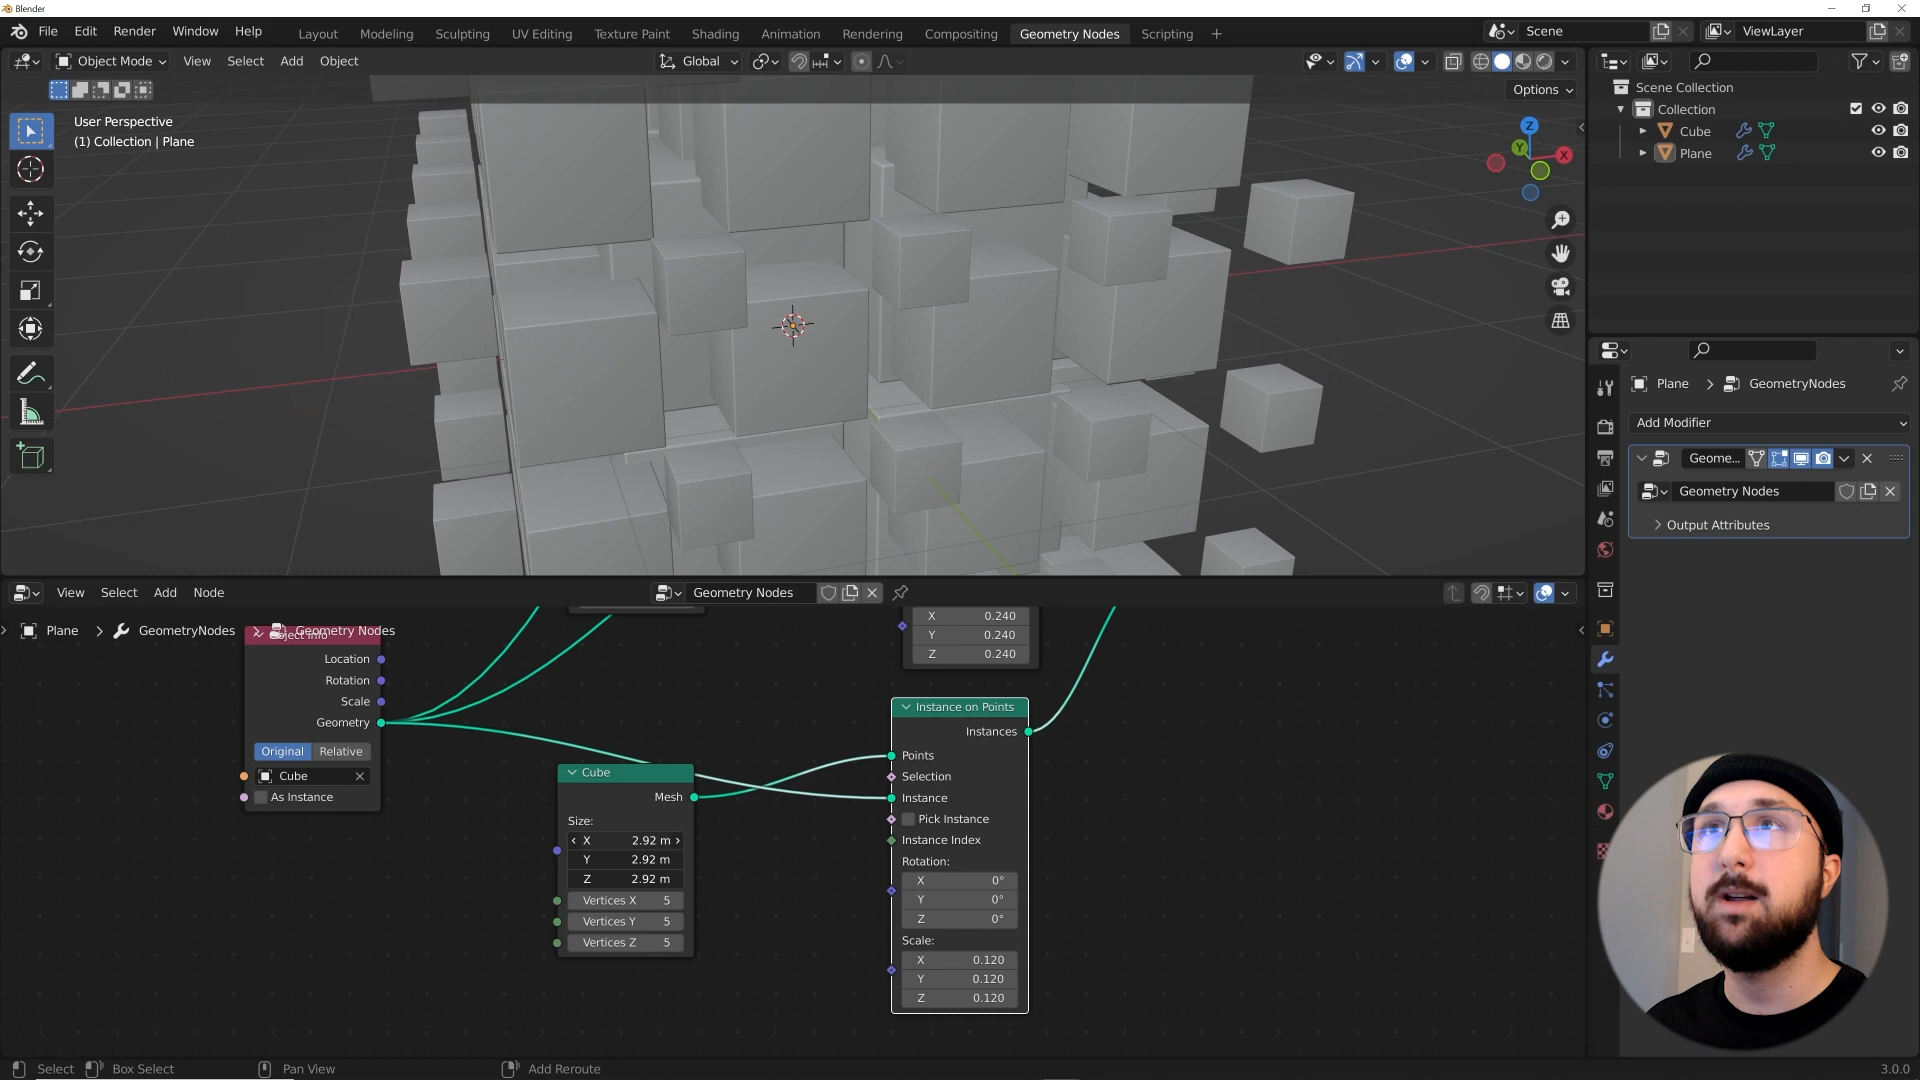 Blender
File Edit Render Window Help Layout Modeling Sculpting UV Editing Texture Paint Shading Animation Rendering Compositing Geometry Nodes Scripting + Scene ViewLayer
Object Mode View Select Add Object Global
Options
User Perspective
(1) Collection | Plane
Z
Y
X
Scene Collection
Collection
Cube
Plane
Plane > GeometryNodes
Add Modifier
Geome...
Geometry Nodes
Output Attributes
View Select Add Node Geometry Nodes
Plane > GeometryNodes > Geometry Nodes
Object Info
Location
Rotation
Scale
Geometry
Original Relative
Cube
As Instance
Cube
Mesh
Size:
X 2.92 m
Y 2.92 m
Z 2.92 m
Vertices X 5
Vertices Y 5
Vertices Z 5
X 0.240
Y 0.240
Z 0.240
Instance on Points
Instances
Points
Selection
Instance
Pick Instance
Instance Index
Rotation:
X 0°
Y 0°
Z 0°
Scale:
X 0.120
Y 0.120
Z 0.120
Select Box Select Pan View Add Reroute 3.0.0